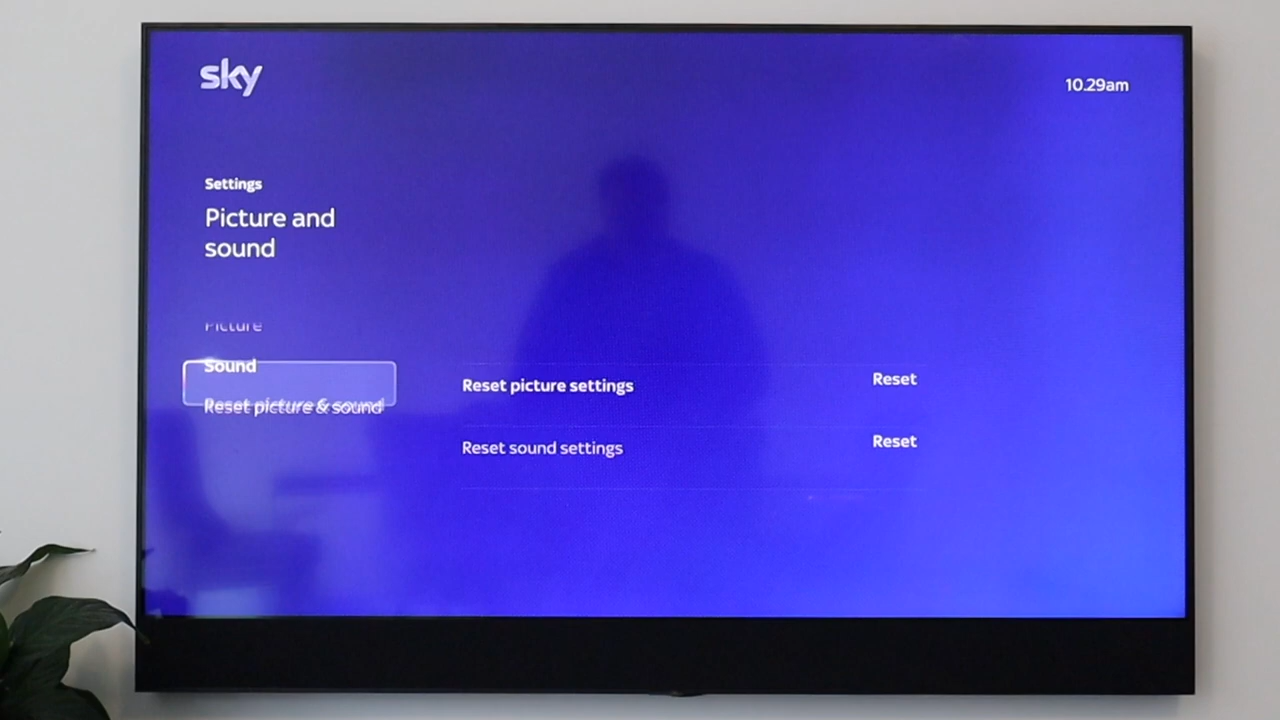 sky
10.29am
Settings
Picture and
sound
Picture
Sound
Reset picture & sound
Reset picture settings
Reset
Reset sound settings
Reset